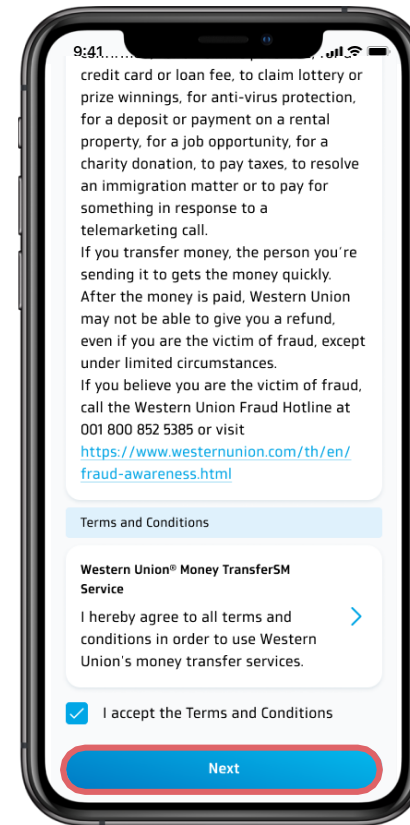 9:41
credit card or loan fee, to claim lottery or
prize winnings, for anti-virus protection,
for a deposit or payment on a rental
property, for a job opportunity, for a
charity donation, to pay taxes, to resolve
an immigration matter or to pay for
something in response to a
telemarketing call.
If you transfer money, the person you're
sending it to gets the money quickly.
After the money is paid, Western Union
may not be able to give you a refund,
even if you are the victim of fraud, except
under limited circumstances.
If you believe you are the victim of fraud,
call the Western Union Fraud Hotline at
001 800 852 5385 or visit
https://www.westernunion.com/th/en/
fraud-awareness.html
Terms and Conditions
Western Union® Money TransferSM
Service
I hereby agree to all terms and
conditions in order to use Western
Union's money transfer services.
I accept the Terms and Conditions
Next